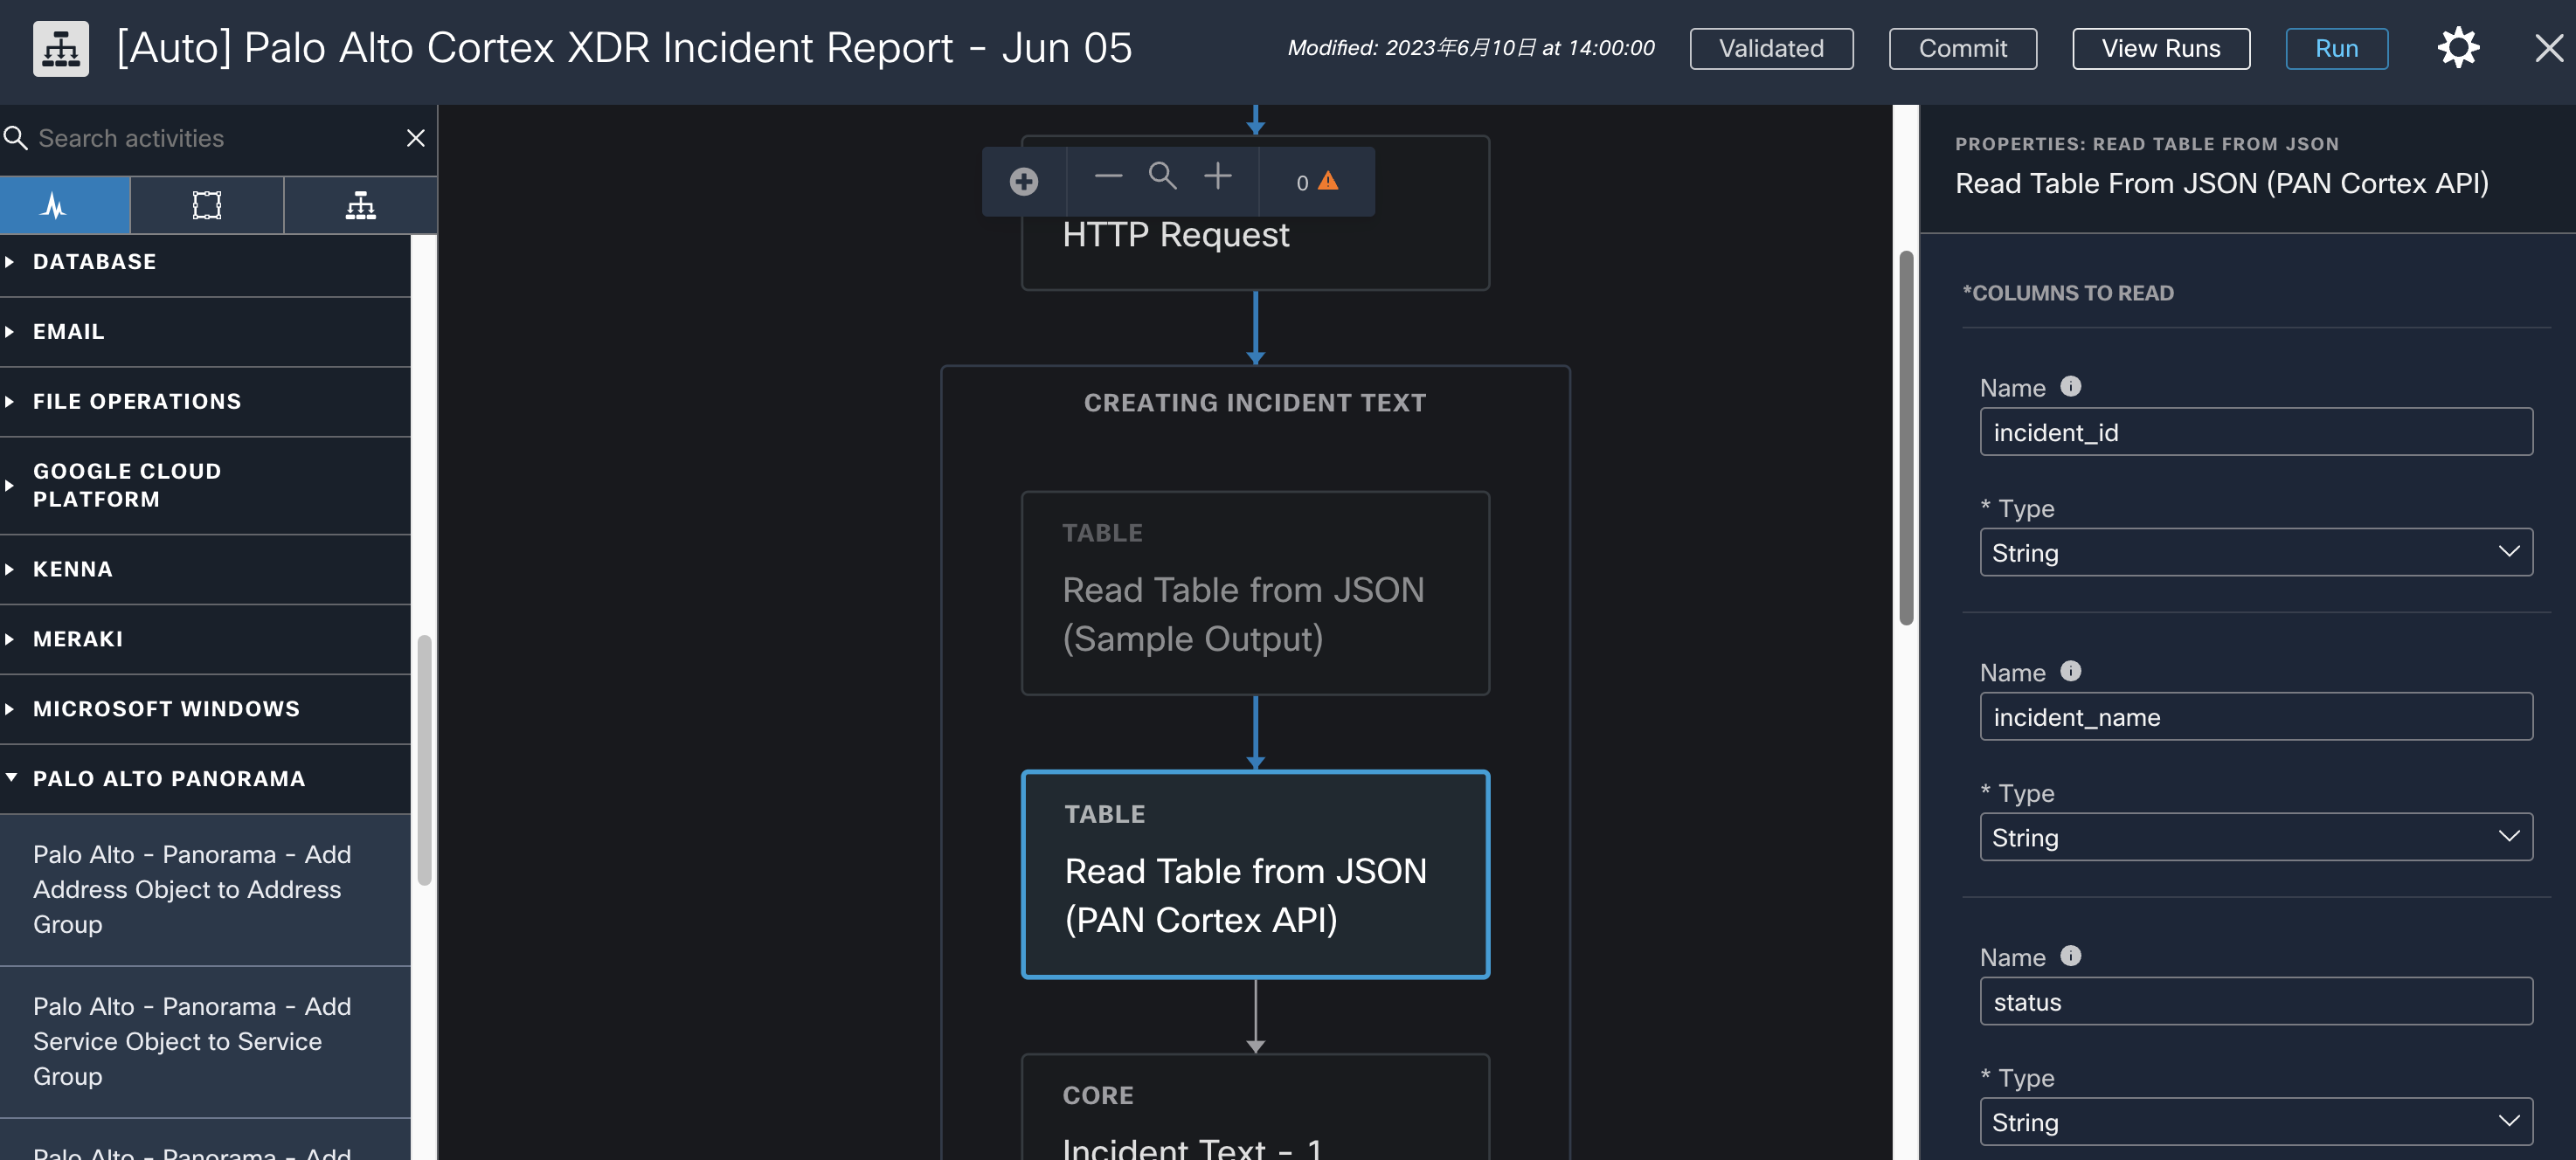 [Auto] Palo Alto Cortex XDR Incident Report - Jun 05
Modified: 2023年6月10日 at 14:00:00
Validated
Commit
View Runs
Run
Search activities
DATABASE
EMAIL
FILE OPERATIONS
GOOGLE CLOUD
PLATFORM
KENNA
MERAKI
MICROSOFT WINDOWS
PALO ALTO PANORAMA
Palo Alto - Panorama - Add
Address Object to Address
Group
Palo Alto - Panorama - Add
Service Object to Service
Group
Palo Alto - Panorama - Add
0
HTTP Request
CREATING INCIDENT TEXT
TABLE
Read Table from JSON
(Sample Output)
TABLE
Read Table from JSON
(PAN Cortex API)
CORE
Incident Text - 1
PROPERTIES: READ TABLE FROM JSON
Read Table From JSON (PAN Cortex API)
*COLUMNS TO READ
Name
incident_id
* Type
String
Name
incident_name
* Type
String
Name
status
* Type
String